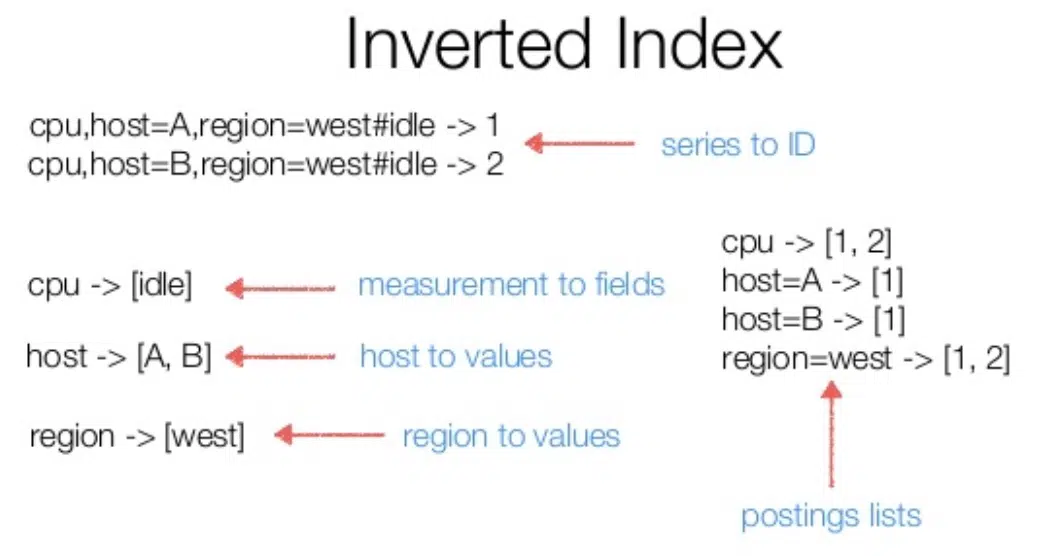 Inverted Index
cpu,host=A,region=west#idle -> 1
cpu,host=B,region=west#idle -> 2
series to ID
cpu -> [idle]
measurement to fields
host -> [A, B]
host to values
region -> [west]
region to values
cpu -> [1, 2]
host=A -> [1]
host=B -> [1]
region=west -> [1, 2]
postings lists